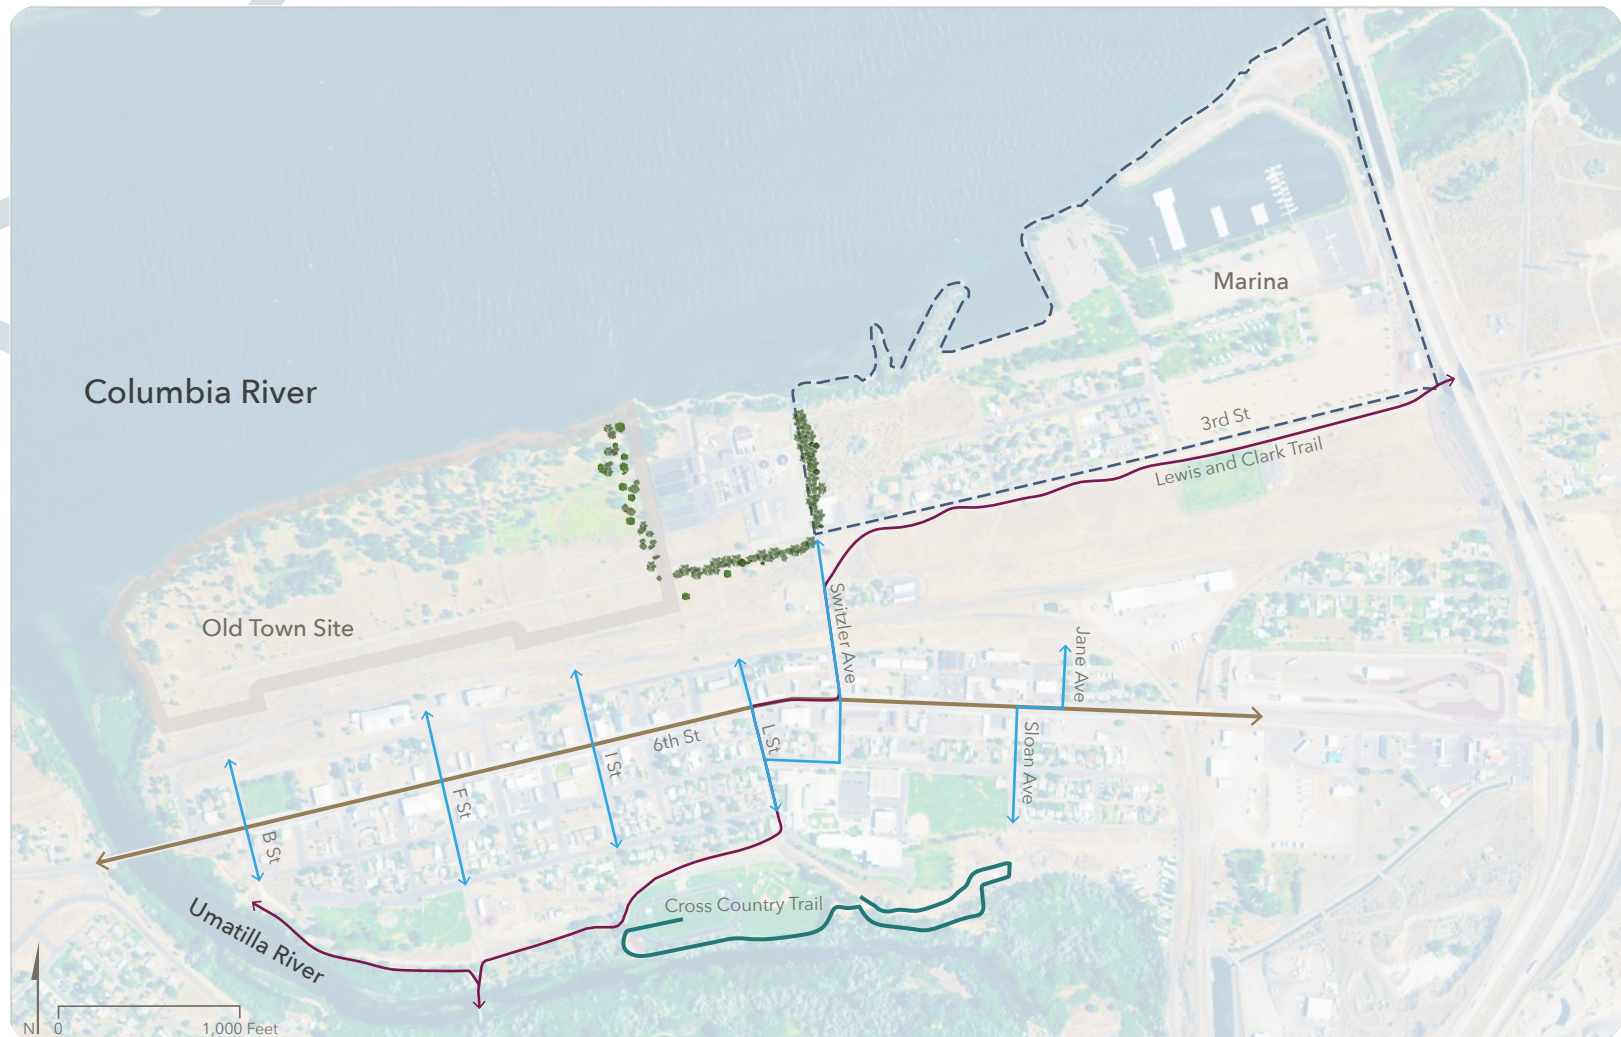 Marina
Columbia River
3rd St
Lewis and Clark Trail
Old Town Site
Switzler Ave
Jane Ave
6th St
L St
I St
F St
B St
Sloan Ave
Cross Country Trail
Umatilla River
N 0 1,000 Feet